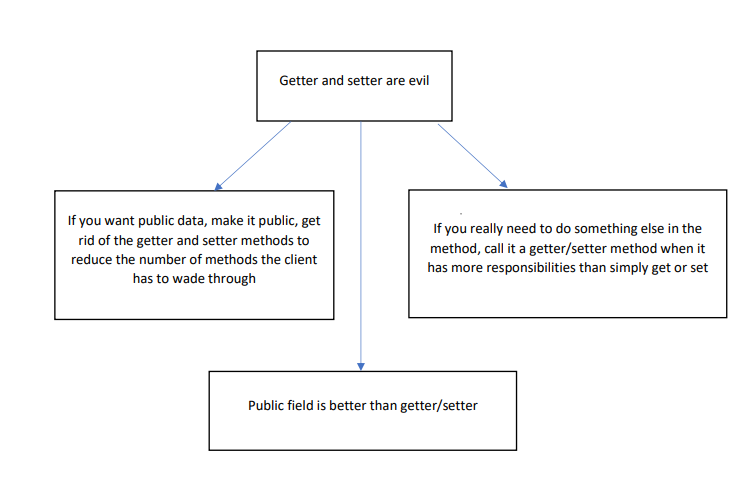 Getter and setter are evil
If you want public data, make it public, get
rid of the getter and setter methods to
reduce the number of methods the client
has to wade through
If you really need to do something else in the
method, call it a getter/setter method when it
has more responsibilities than simply get or set
Public field is better than getter/setter